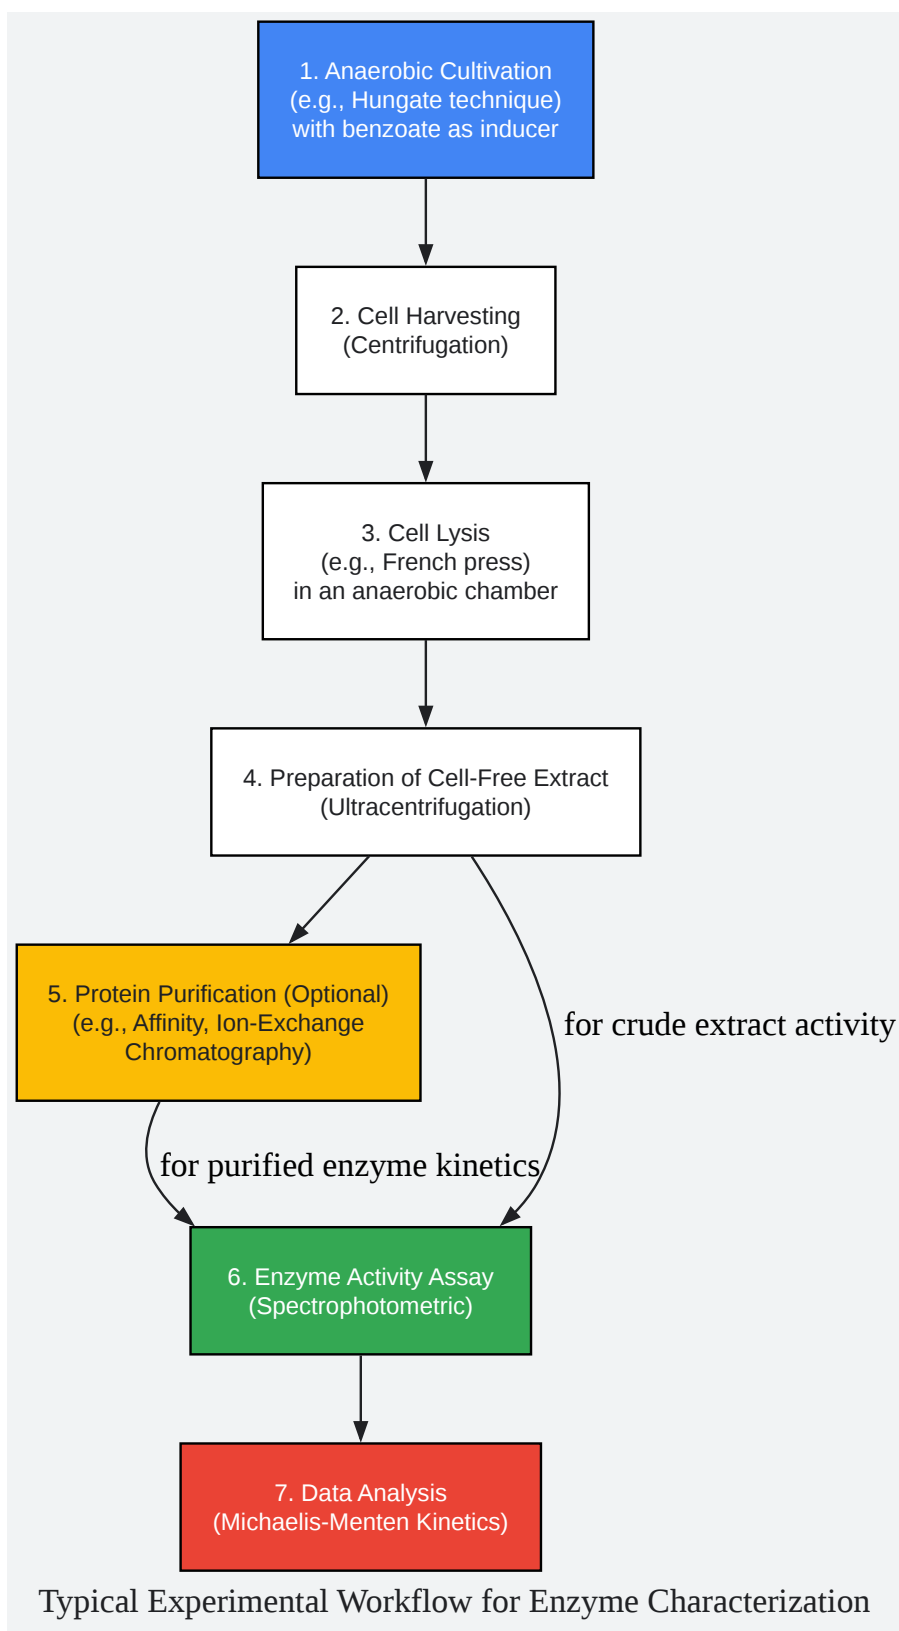 1. Anaerobic Cultivation
(e.g., Hungate technique)
with benzoate as inducer
2. Cell Harvesting
(Centrifugation)
3. Cell Lysis
(e.g., French press)
in an anaerobic chamber
4. Preparation of Cell-Free Extract
(Ultracentrifugation)
5. Protein Purification (Optional)
(e.g., Affinity, Ion-Exchange
Chromatography)
for crude extract activity
for purified enzyme kinetics
6. Enzyme Activity Assay
(Spectrophotometric)
7. Data Analysis
(Michaelis-Menten Kinetics)
Typical Experimental Workflow for Enzyme Characterization